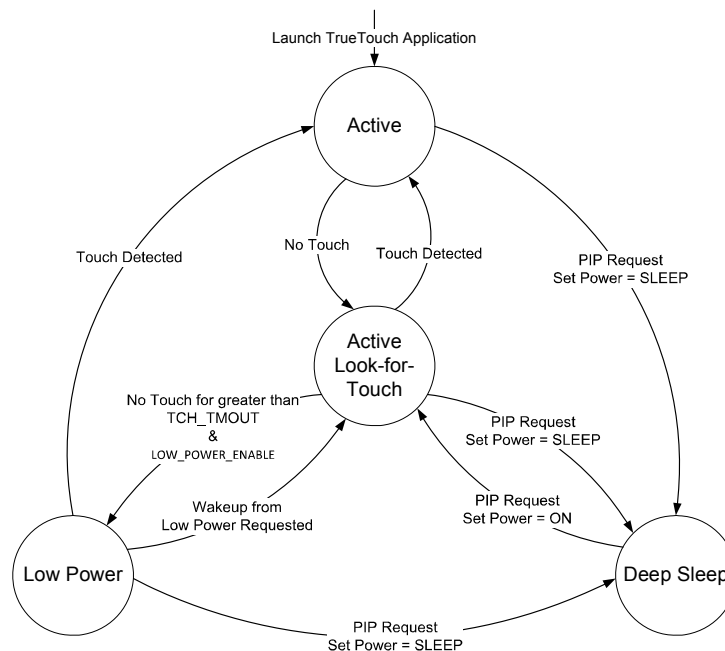 Launch TrueTouch Application
Active
No Touch
Touch Detected
Touch Detected
PIP Request
Set Power = SLEEP
Active
Look-for-
Touch
No Touch for greater than
TCH_TMOUT
&
LOW_POWER_ENABLE
PIP Request
Set Power = SLEEP
Wakeup from
Low Power Requested
PIP Request
Set Power = ON
Low Power
Deep Sleep
PIP Request
Set Power = SLEEP